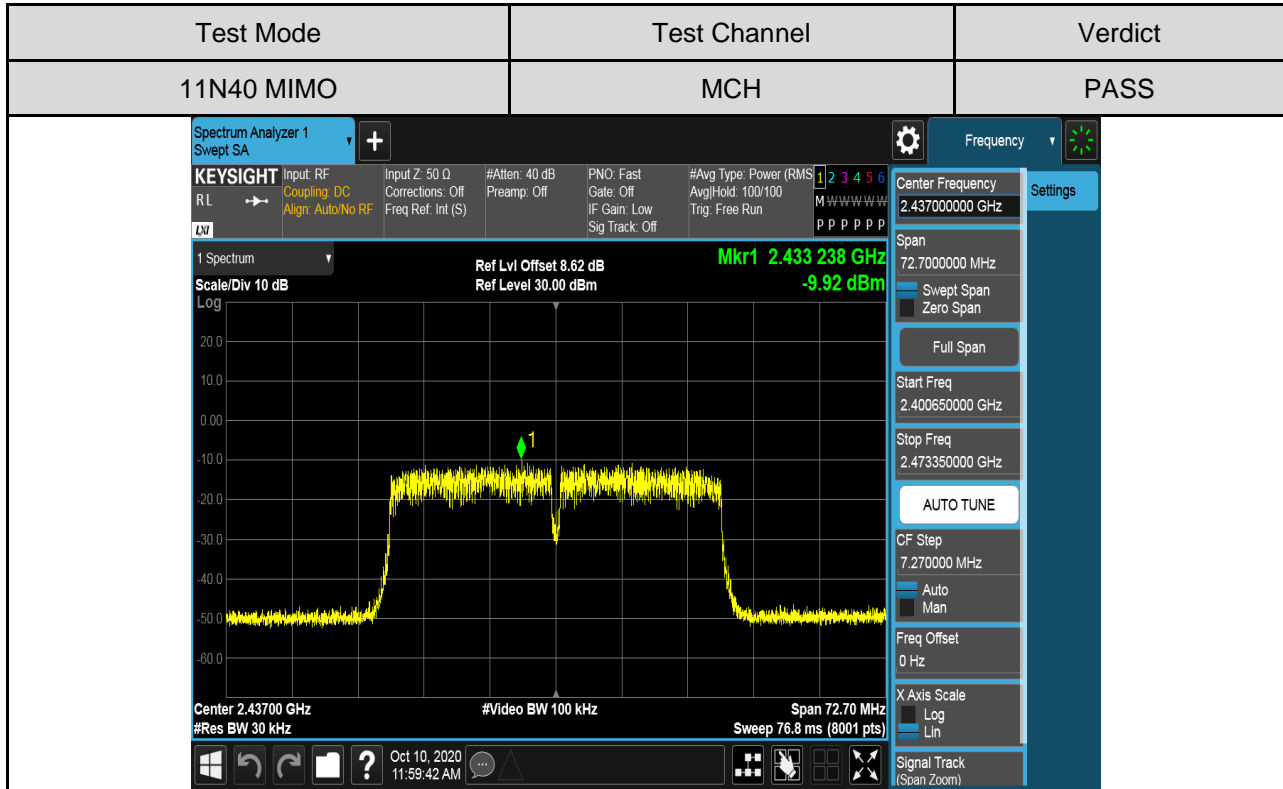 Test Mode
Test Channel
Verdict
11N40 MIMO
MCH
PASS
Spectrum Analyzer 1
Swept SA
+
Frequency
KEYSIGHT
RL
LXI
Input: RF
Coupling: DC
Align: Auto/No RF
Input Z: 50 Ω
Corrections: Off
Freq Ref: Int (S)
#Atten: 40 dB
Preamp: Off
PNO: Fast
Gate: Off
IF Gain: Low
Sig Track: Off
#Avg Type: Power (RMS
Avg|Hold: 100/100
Trig: Free Run
1 2 3 4 5 6
M W W W W W
P P P P P P
1 Spectrum
Scale/Div 10 dB
Log
Ref Lvl Offset 8.62 dB
Ref Level 30.00 dBm
Mkr1 2.433 238 GHz
-9.92 dBm
20.0
10.0
0.00
-10.0
-20.0
-30.0
-40.0
-50.0
-60.0
1
Center 2.43700 GHz
#Res BW 30 kHz
#Video BW 100 kHz
Span 72.70 MHz
Sweep 76.8 ms (8001 pts)
Center Frequency
2.437000000 GHz
Settings
Span
72.7000000 MHz
Swept Span
Zero Span
Full Span
Start Freq
2.400650000 GHz
Stop Freq
2.473350000 GHz
AUTO TUNE
CF Step
7.270000 MHz
Auto
Man
Freq Offset
0 Hz
X Axis Scale
Log
Lin
Signal Track
(Span Zoom)
?
Oct 10, 2020
11:59:42 AM